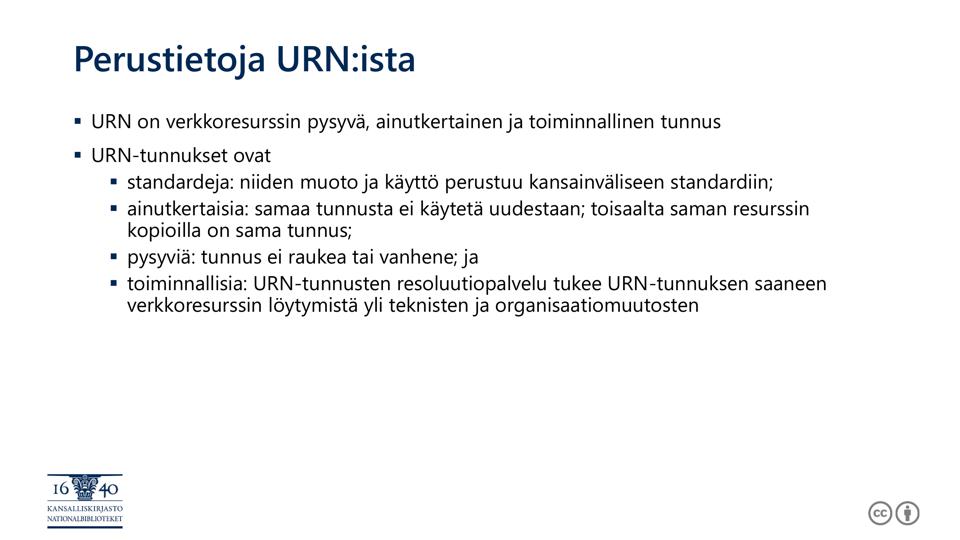 Perustietoja URN:ista
▪ URN on verkkoresurssin pysyvä, ainutkertainen ja toiminnallinen tunnus
▪ URN-tunnukset ovat
▪ standardeja: niiden muoto ja käyttö perustuu kansainväliseen standardiin;
▪ ainutkertaisia: samaa tunnusta ei käytetä uudestaan; toisaalta saman resurssin
kopioilla on sama tunnus;
▪ pysyviä: tunnus ei raukea tai vanhene; ja
▪ toiminnallisia: URN-tunnusten resoluutiopalvelu tukee URN-tunnuksen saaneen
verkkoresurssin löytymistä yli teknisten ja organisaatiomuutosten
16 40
KANSALLISKIRJASTO
NATIONALBIBLIOTEKET
cc